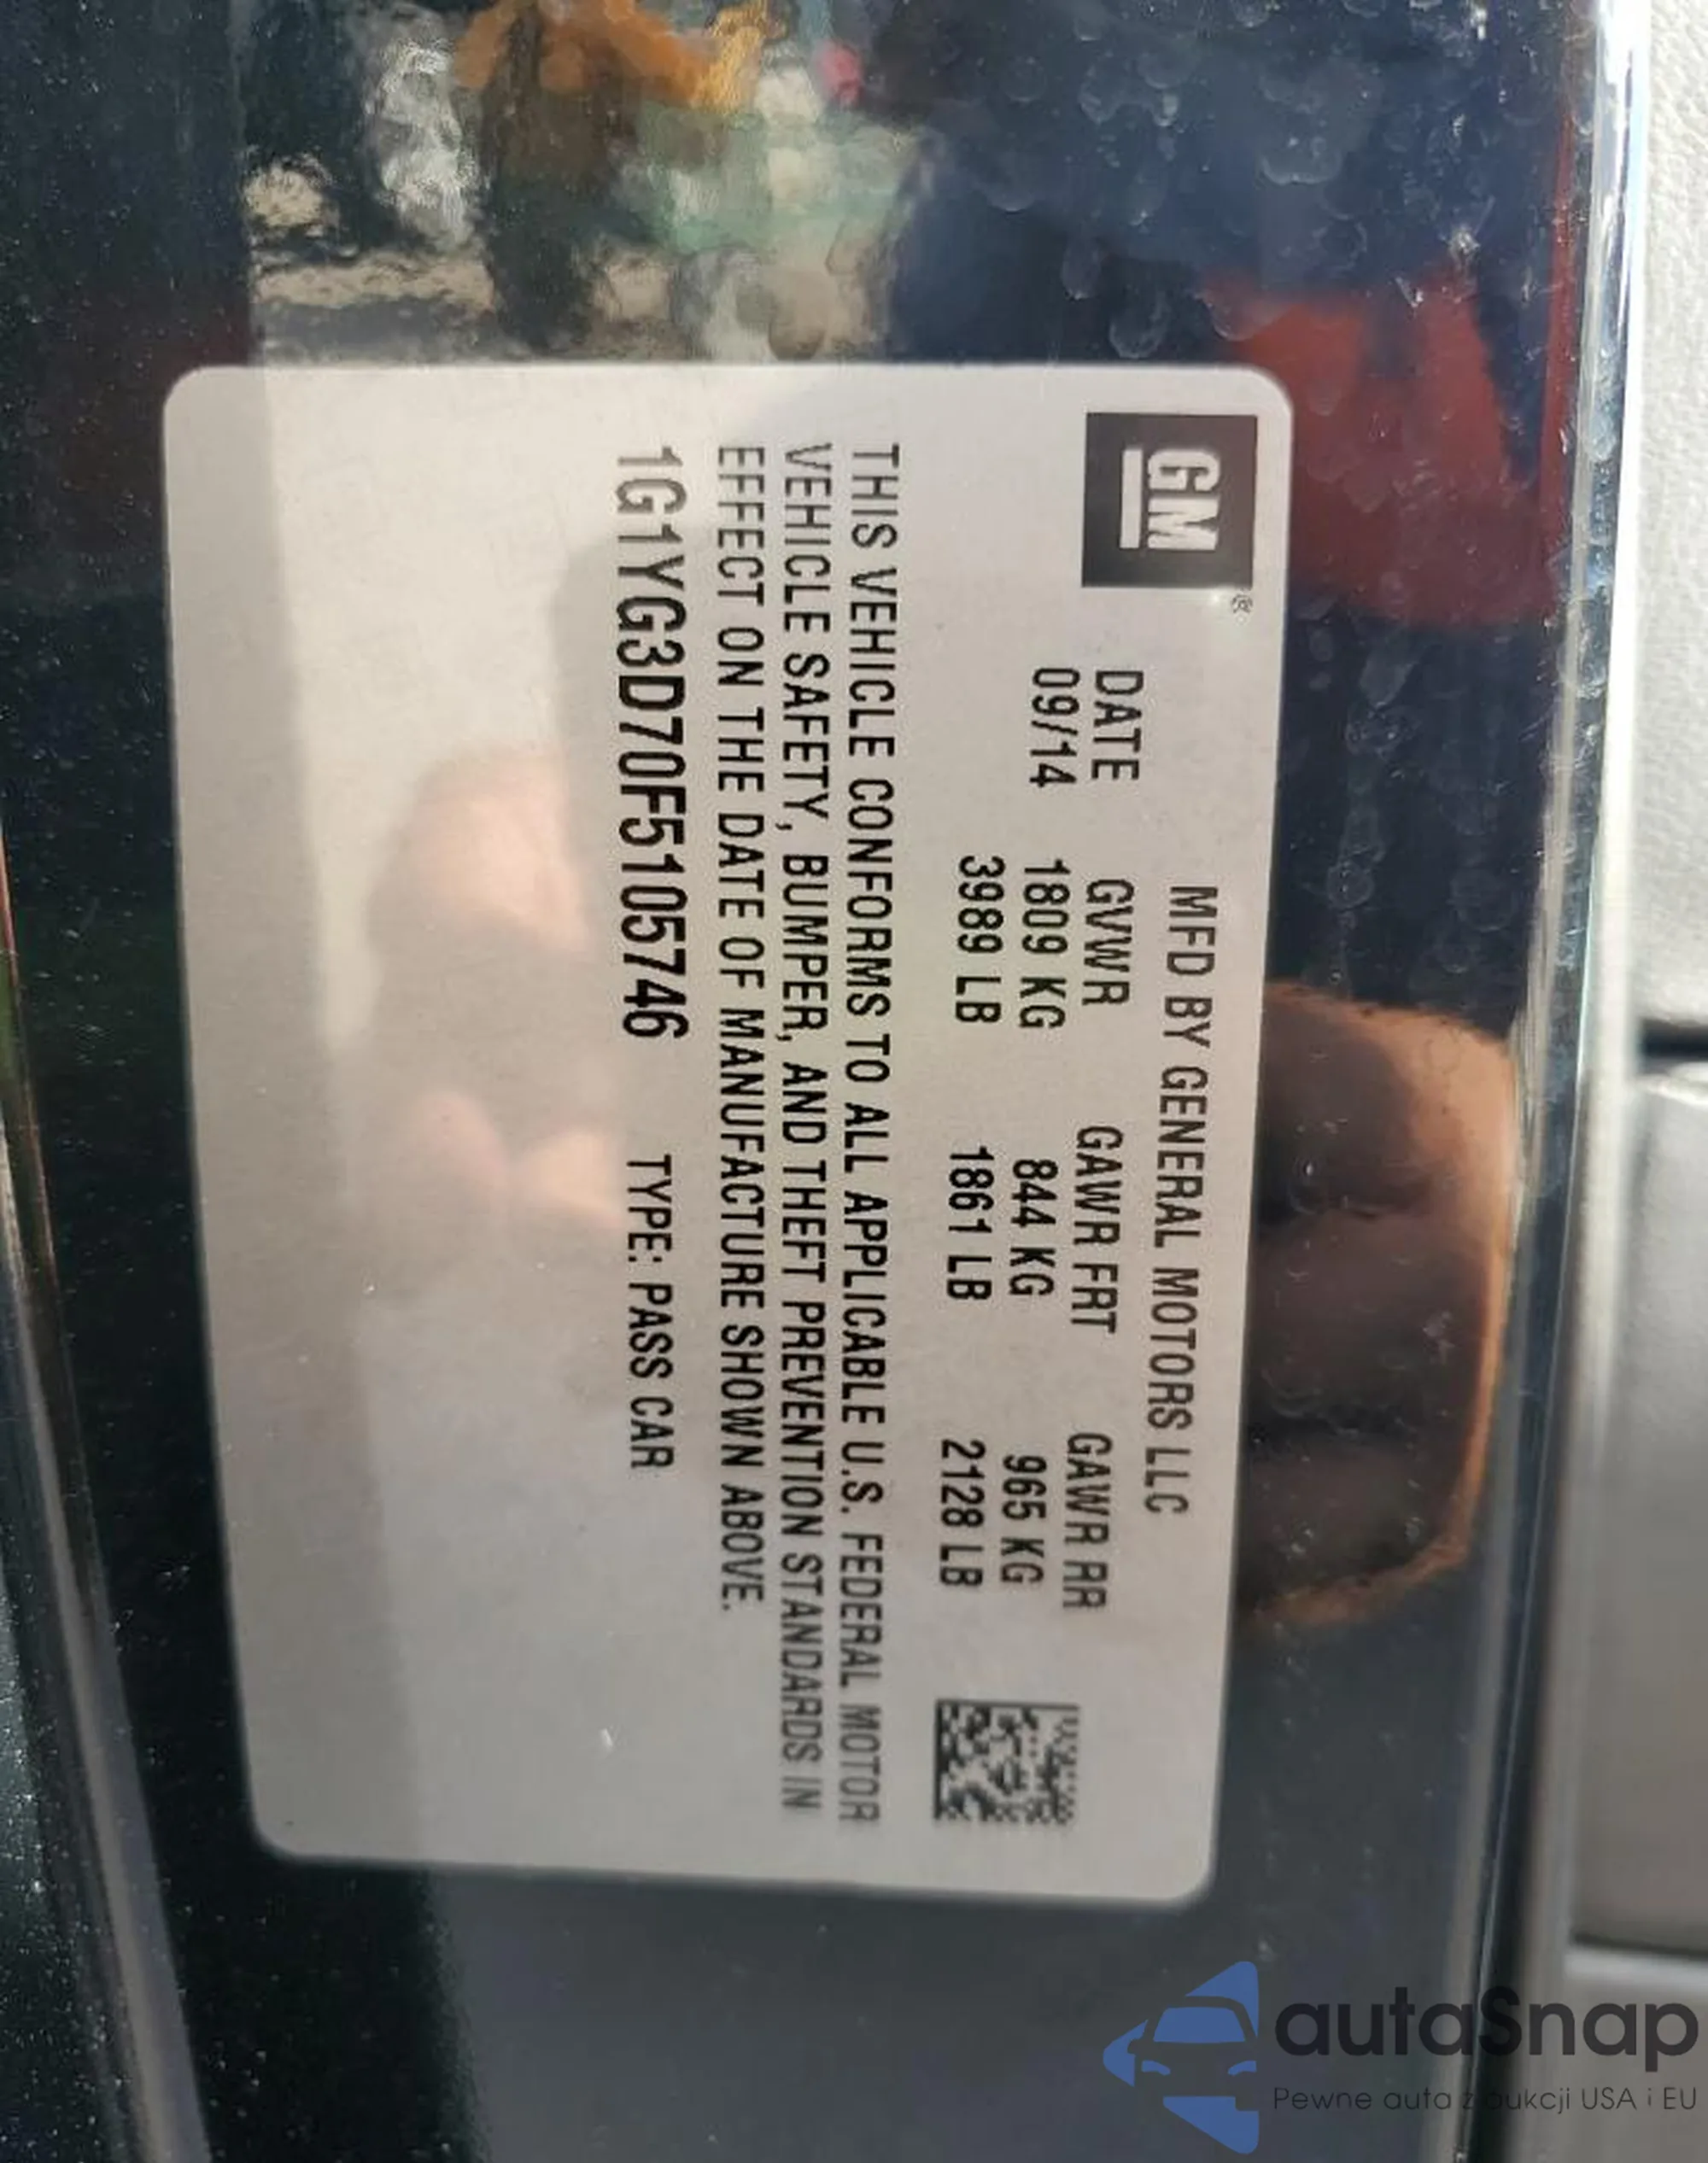 GM®
MFD BY GENERAL MOTORS LLC
DATE GVWR GAWR FRT GAWR RR
09/14 1809 KG 844 KG 965 KG
3989 LB 1861 LB 2128 LB
THIS VEHICLE CONFORMS TO ALL APPLICABLE U.S. FEDERAL MOTOR
VEHICLE SAFETY, BUMPER, AND THEFT PREVENTION STANDARDS IN
EFFECT ON THE DATE OF MANUFACTURE SHOWN ABOVE.
1G1YG3D70F5105746 TYPE: PASS CAR
autaSnap
Pewne auta z aukcji USA i EU